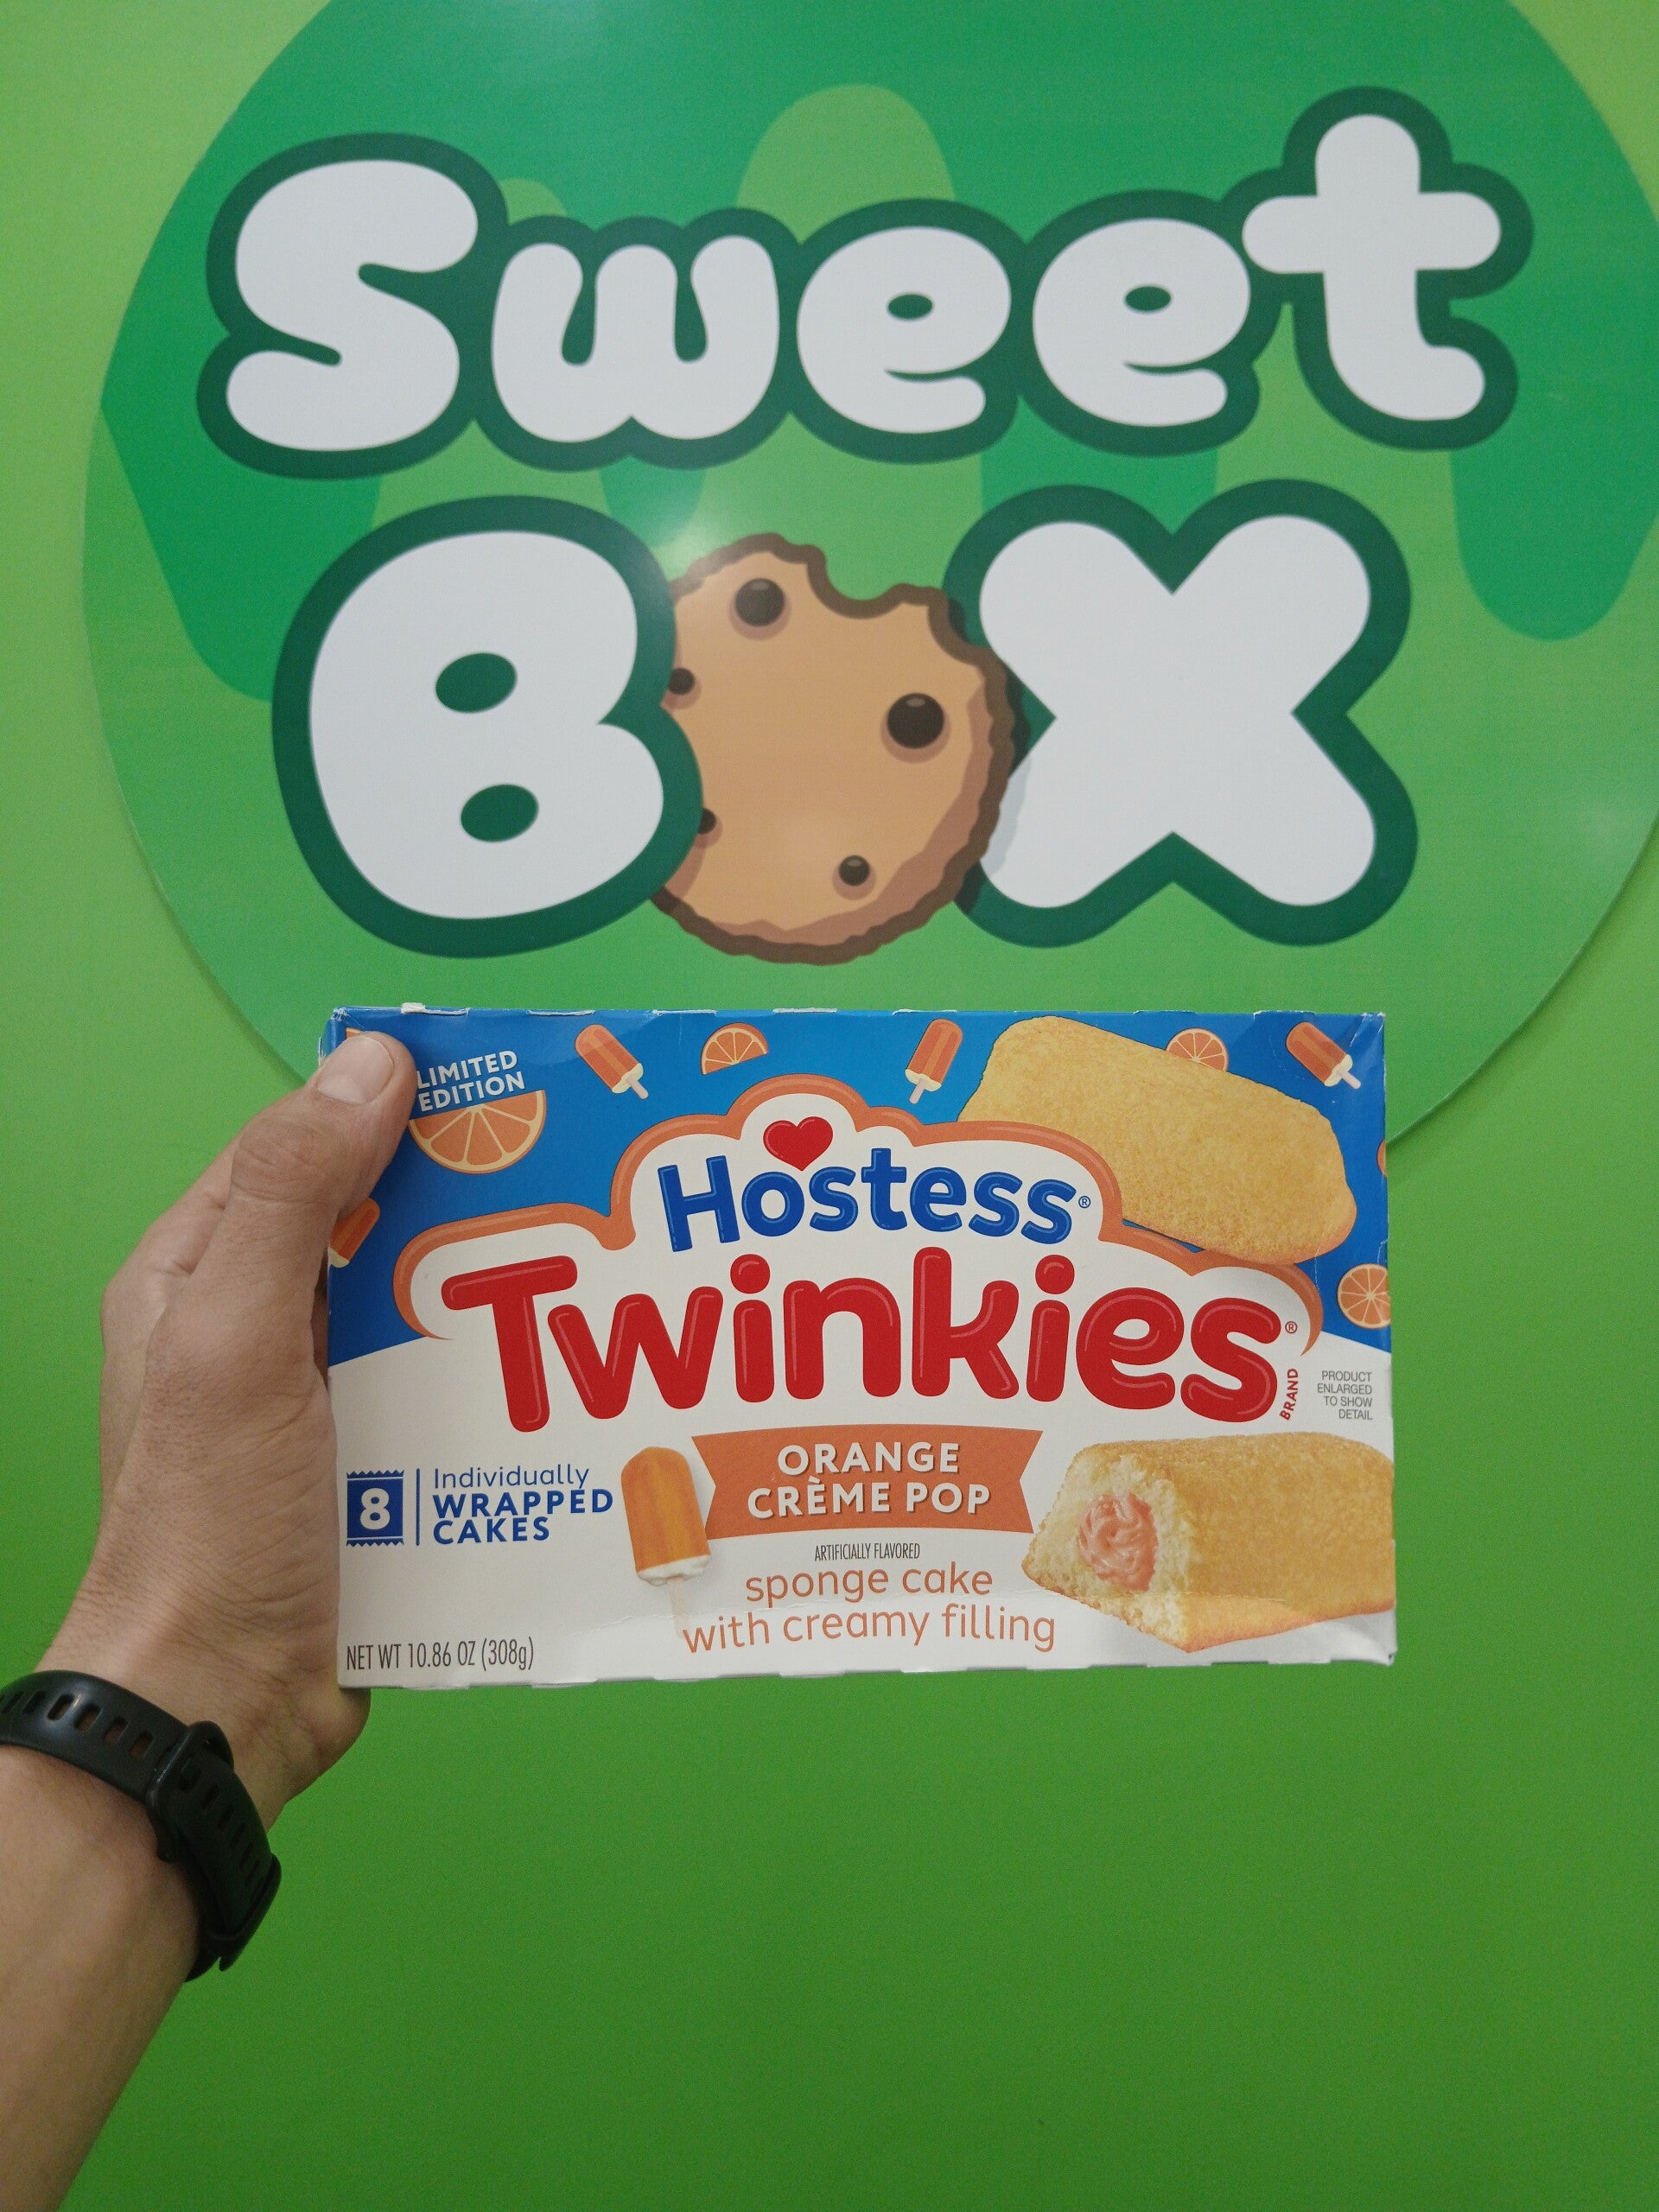 Sweet
BOX
LIMITED
EDITION
Hostess®
Twinkies®
BRAND
PRODUCT
ENLARGED
TO SHOW
DETAIL
8
Individually
WRAPPED
CAKES
ORANGE
CRÈME POP
ARTIFICIALLY FLAVORED
sponge cake
with creamy filling
NET WT 10.86 OZ (308g)